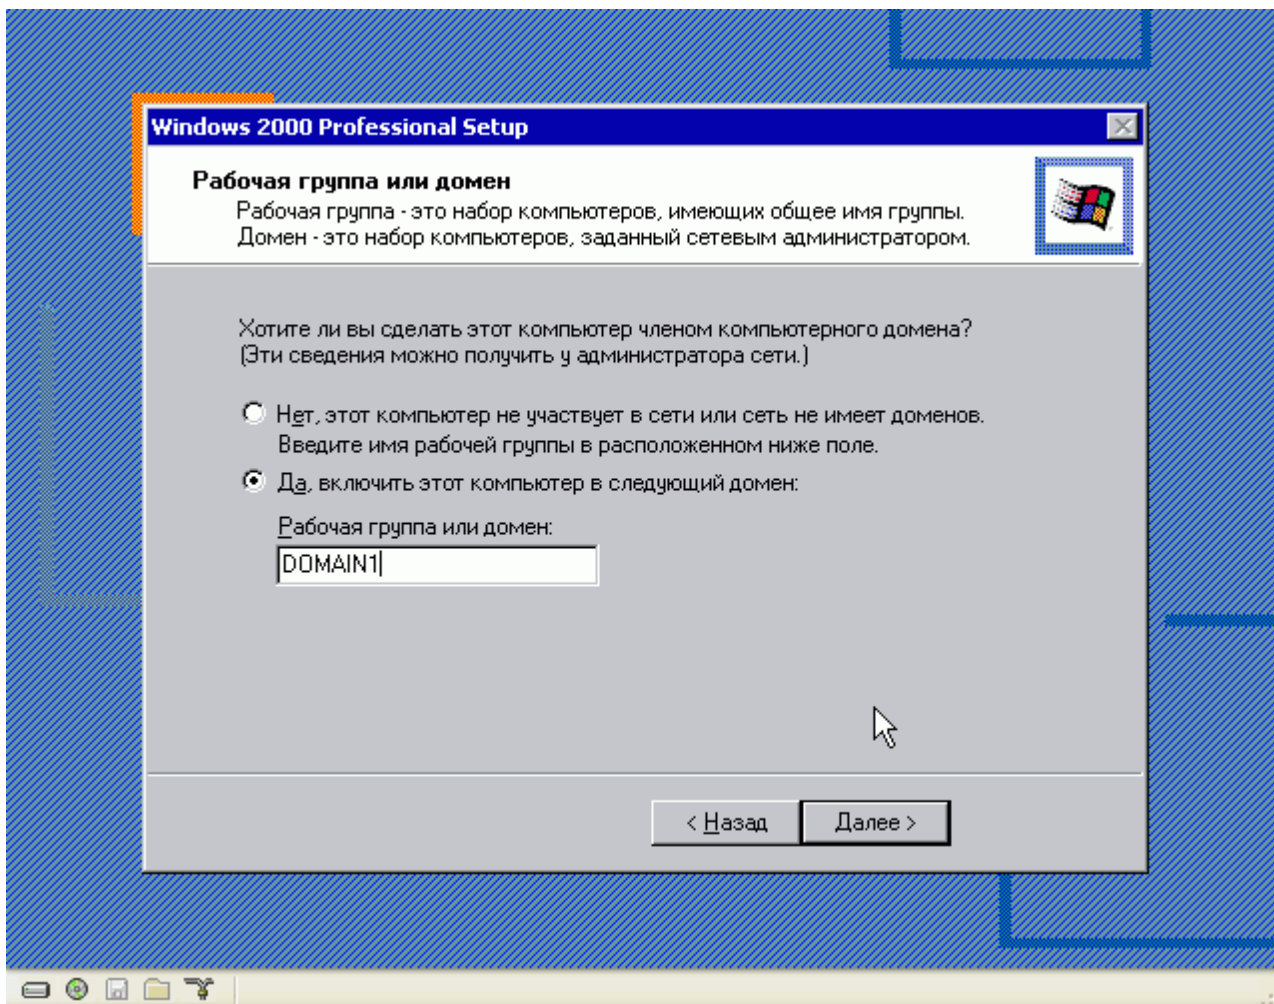 Windows 2000 Professional Setup
Рабочая группа или домен
Рабочая группа - это набор компьютеров, имеющих общее имя группы.
Домен - это набор компьютеров, заданный сетевым администратором.
Хотите ли вы сделать этот компьютер членом компьютерного домена?
(Эти сведения можно получить у администратора сети.)
Нет, этот компьютер не участвует в сети или сеть не имеет доменов.
Введите имя рабочей группы в расположенном ниже поле.
Да, включить этот компьютер в следующий домен:
Рабочая группа или домен:
DOMAIN1
< Назад
Далее >